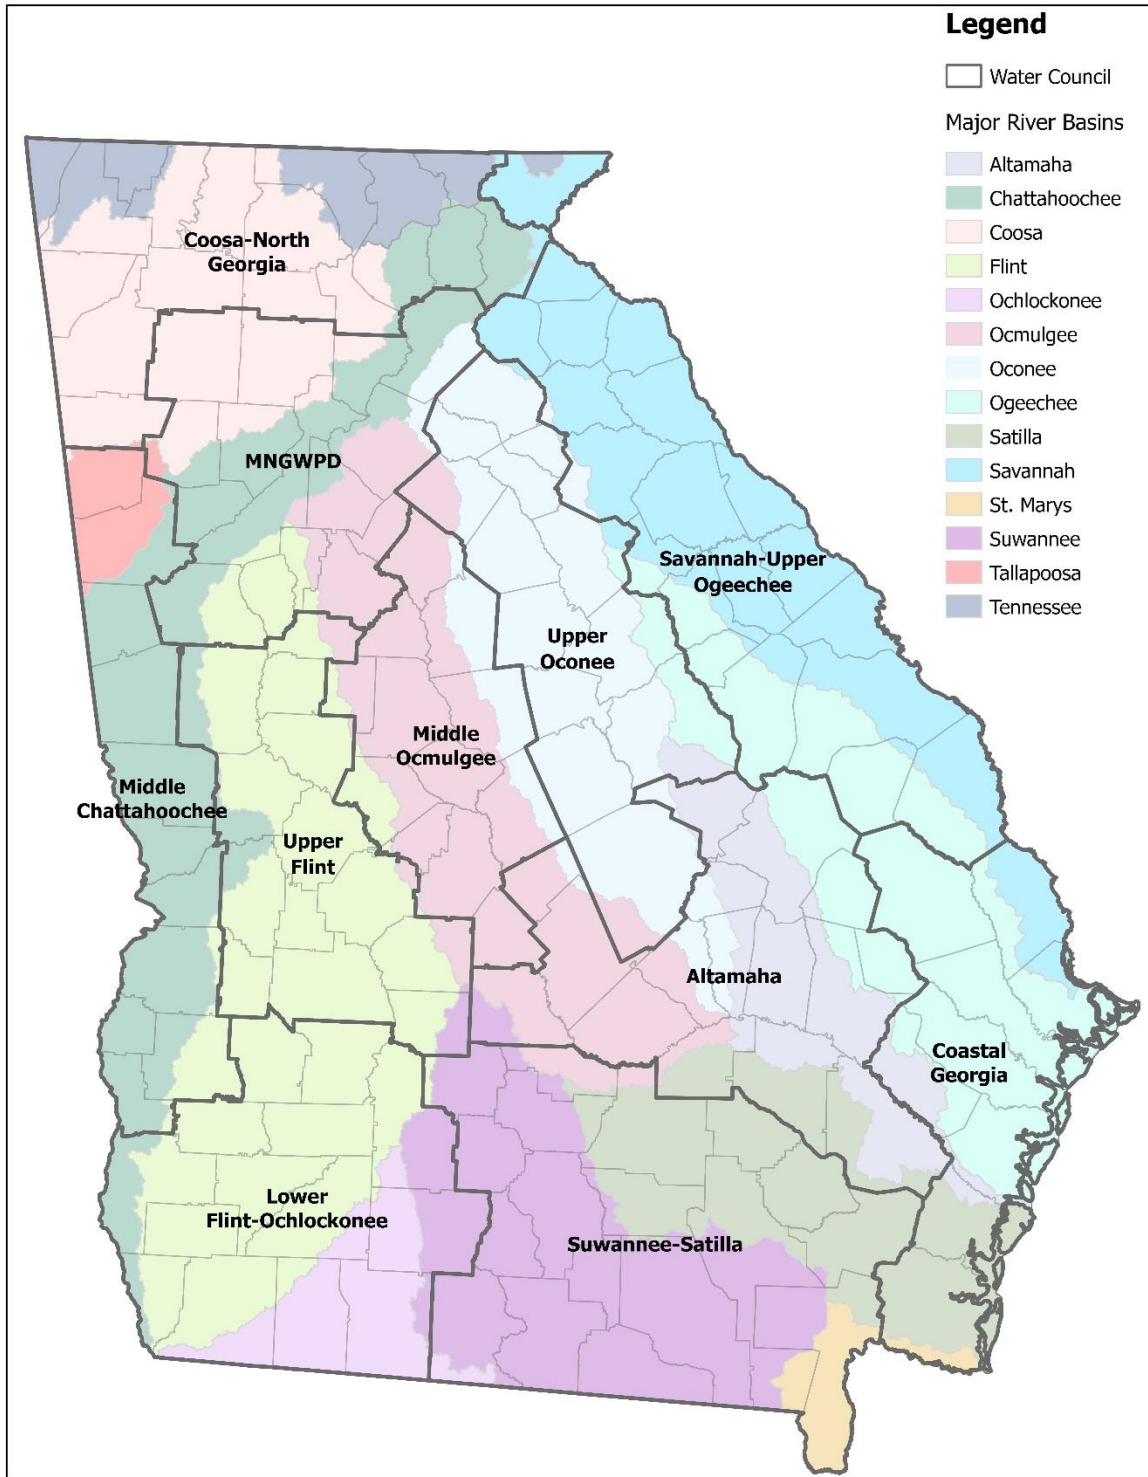 Legend
Water Council
Major River Basins
Altamaha
Chattahoochee
Coosa
Flint
Ochlockonee
Ocmulgee
Oconee
Ogeechee
Satilla
Savannah
St. Marys
Suwannee
Tallapoosa
Tennessee
Coosa-North
Georgia
MNGWPD
Savannah-Upper
Ogeechee
Upper
Oconee
Middle
Ocmulgee
Middle
Chattahoochee
Upper
Flint
Altamaha
Coastal
Georgia
Lower
Flint-Ochlockonee
Suwannee-Satilla